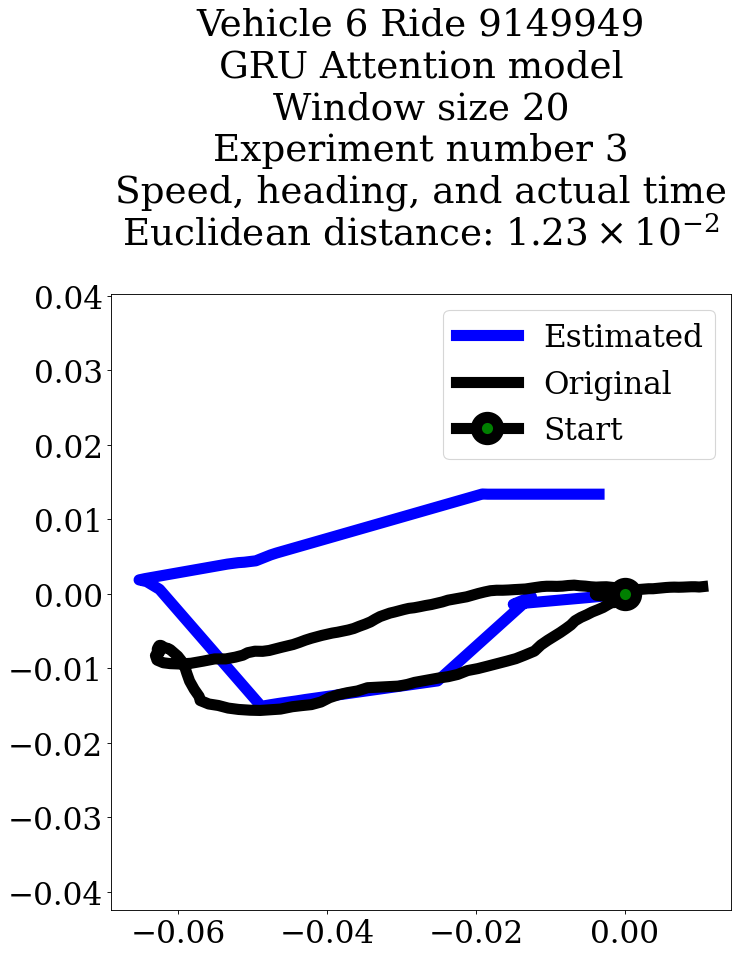 Vehicle 6 Ride 9149949
GRU Attention model
Window size 20
Experiment number 3
Speed, heading, and actual time
Euclidean distance: 1.23 × 10⁻²
Estimated
Original
Start
0.04
0.03
0.02
0.01
0.00
−0.01
−0.02
−0.03
−0.04
−0.06
−0.04
−0.02
0.00